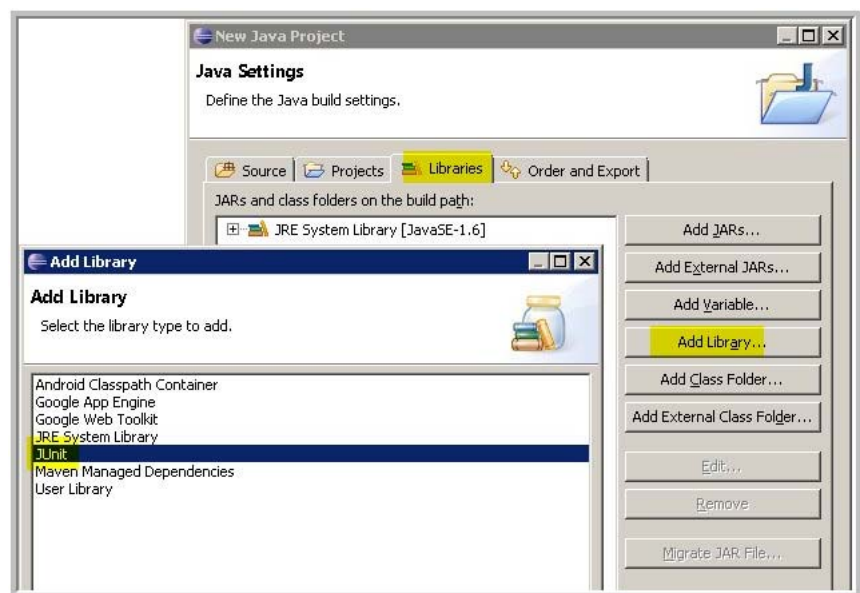 New Java Project
Java Settings
Define the Java build settings.
Source
Projects
Libraries
Order and Export
JARs and class folders on the build path:
JRE System Library [JavaSE-1.6]
Add JARs...
Add External JARs...
Add Variable...
Add Library...
Add Class Folder...
Add External Class Folder...
Edit...
Remove
Migrate JAR File...
Add Library
Add Library
Select the library type to add.
Android Classpath Container
Google App Engine
Google Web Toolkit
JRE System Library
JUnit
Maven Managed Dependencies
User Library